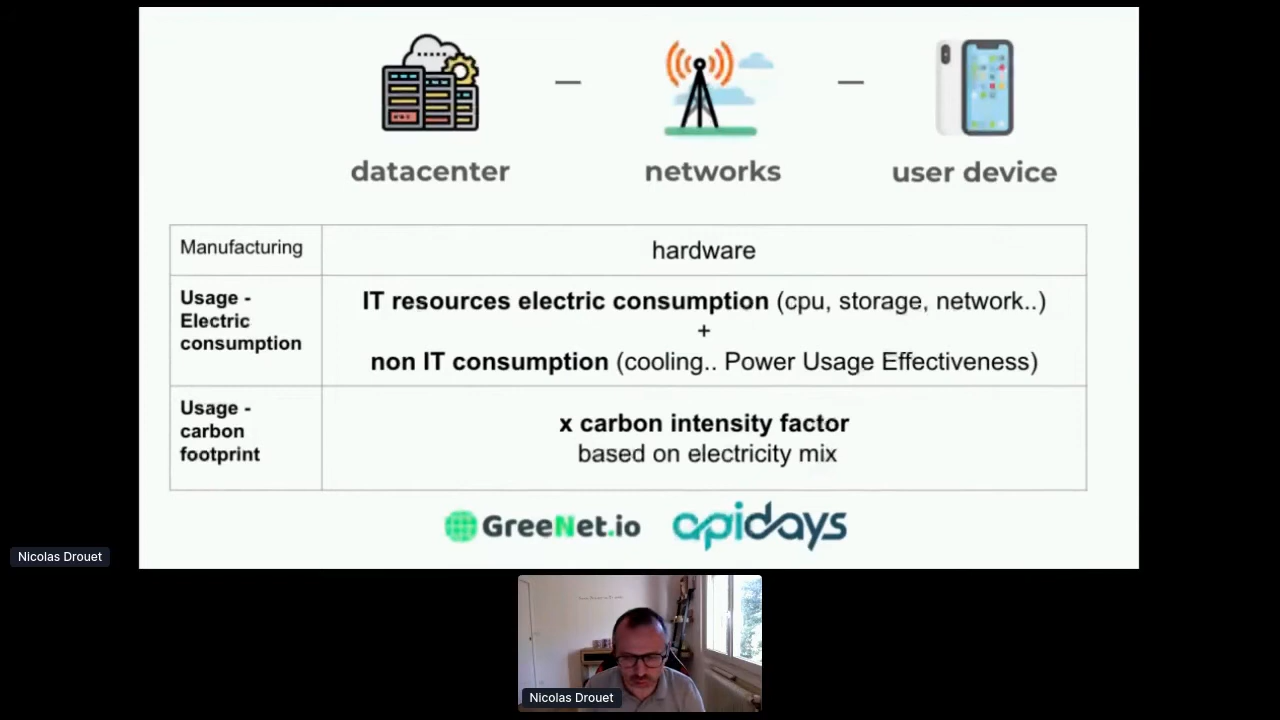 datacenter
networks
user device
Manufacturing
hardware
Usage -
Electric
consumption
IT resources electric consumption (cpu, storage, network..)
+
non IT consumption (cooling.. Power Usage Effectiveness)
Usage -
carbon
footprint
x carbon intensity factor
based on electricity mix
GreeNet.io
apidays
Nicolas Drouet
Nicolas Drouet